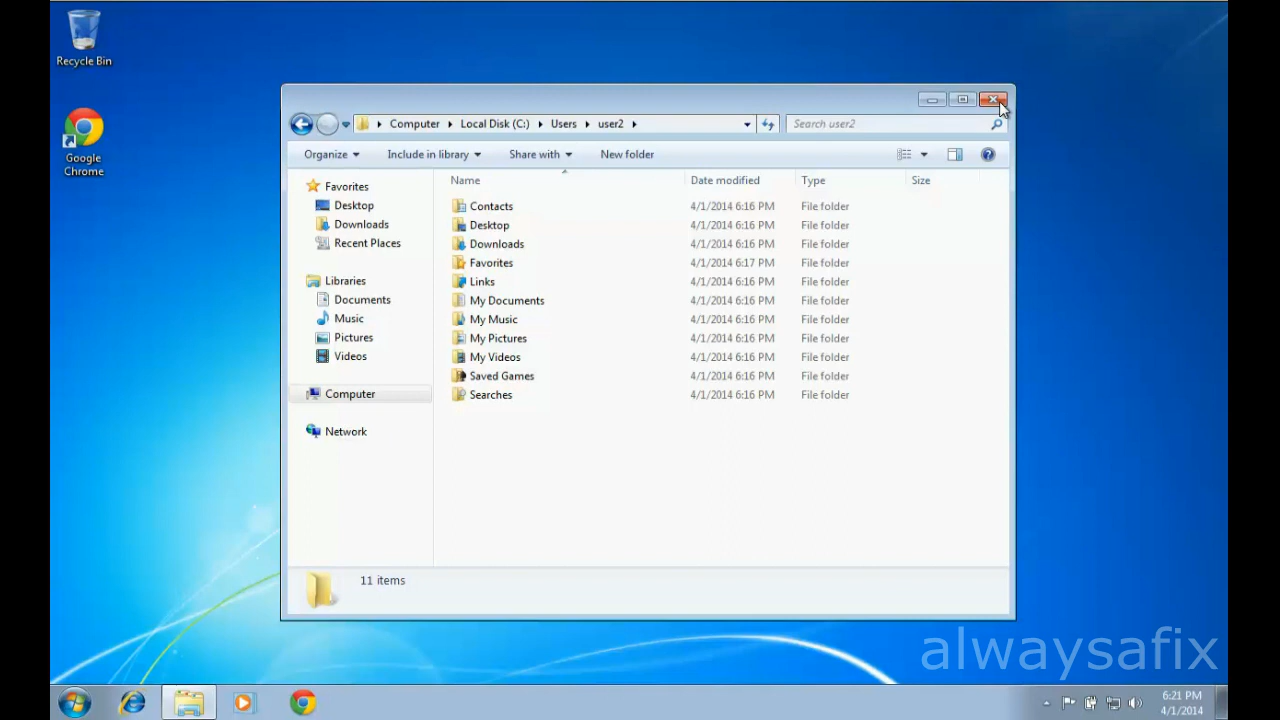 Recycle Bin
Google
Chrome
Computer Local Disk (C:) Users user2
Search user2
Organize Include in library Share with New folder
Favorites
Desktop
Downloads
Recent Places
Libraries
Documents
Music
Pictures
Videos
Computer
Network
Name Date modified Type Size
Contacts 4/1/2014 6:16 PM File folder
Desktop 4/1/2014 6:16 PM File folder
Downloads 4/1/2014 6:16 PM File folder
Favorites 4/1/2014 6:17 PM File folder
Links 4/1/2014 6:16 PM File folder
My Documents 4/1/2014 6:16 PM File folder
My Music 4/1/2014 6:16 PM File folder
My Pictures 4/1/2014 6:16 PM File folder
My Videos 4/1/2014 6:16 PM File folder
Saved Games 4/1/2014 6:16 PM File folder
Searches 4/1/2014 6:16 PM File folder
11 items
alwaysafix
6:21 PM
4/1/2014